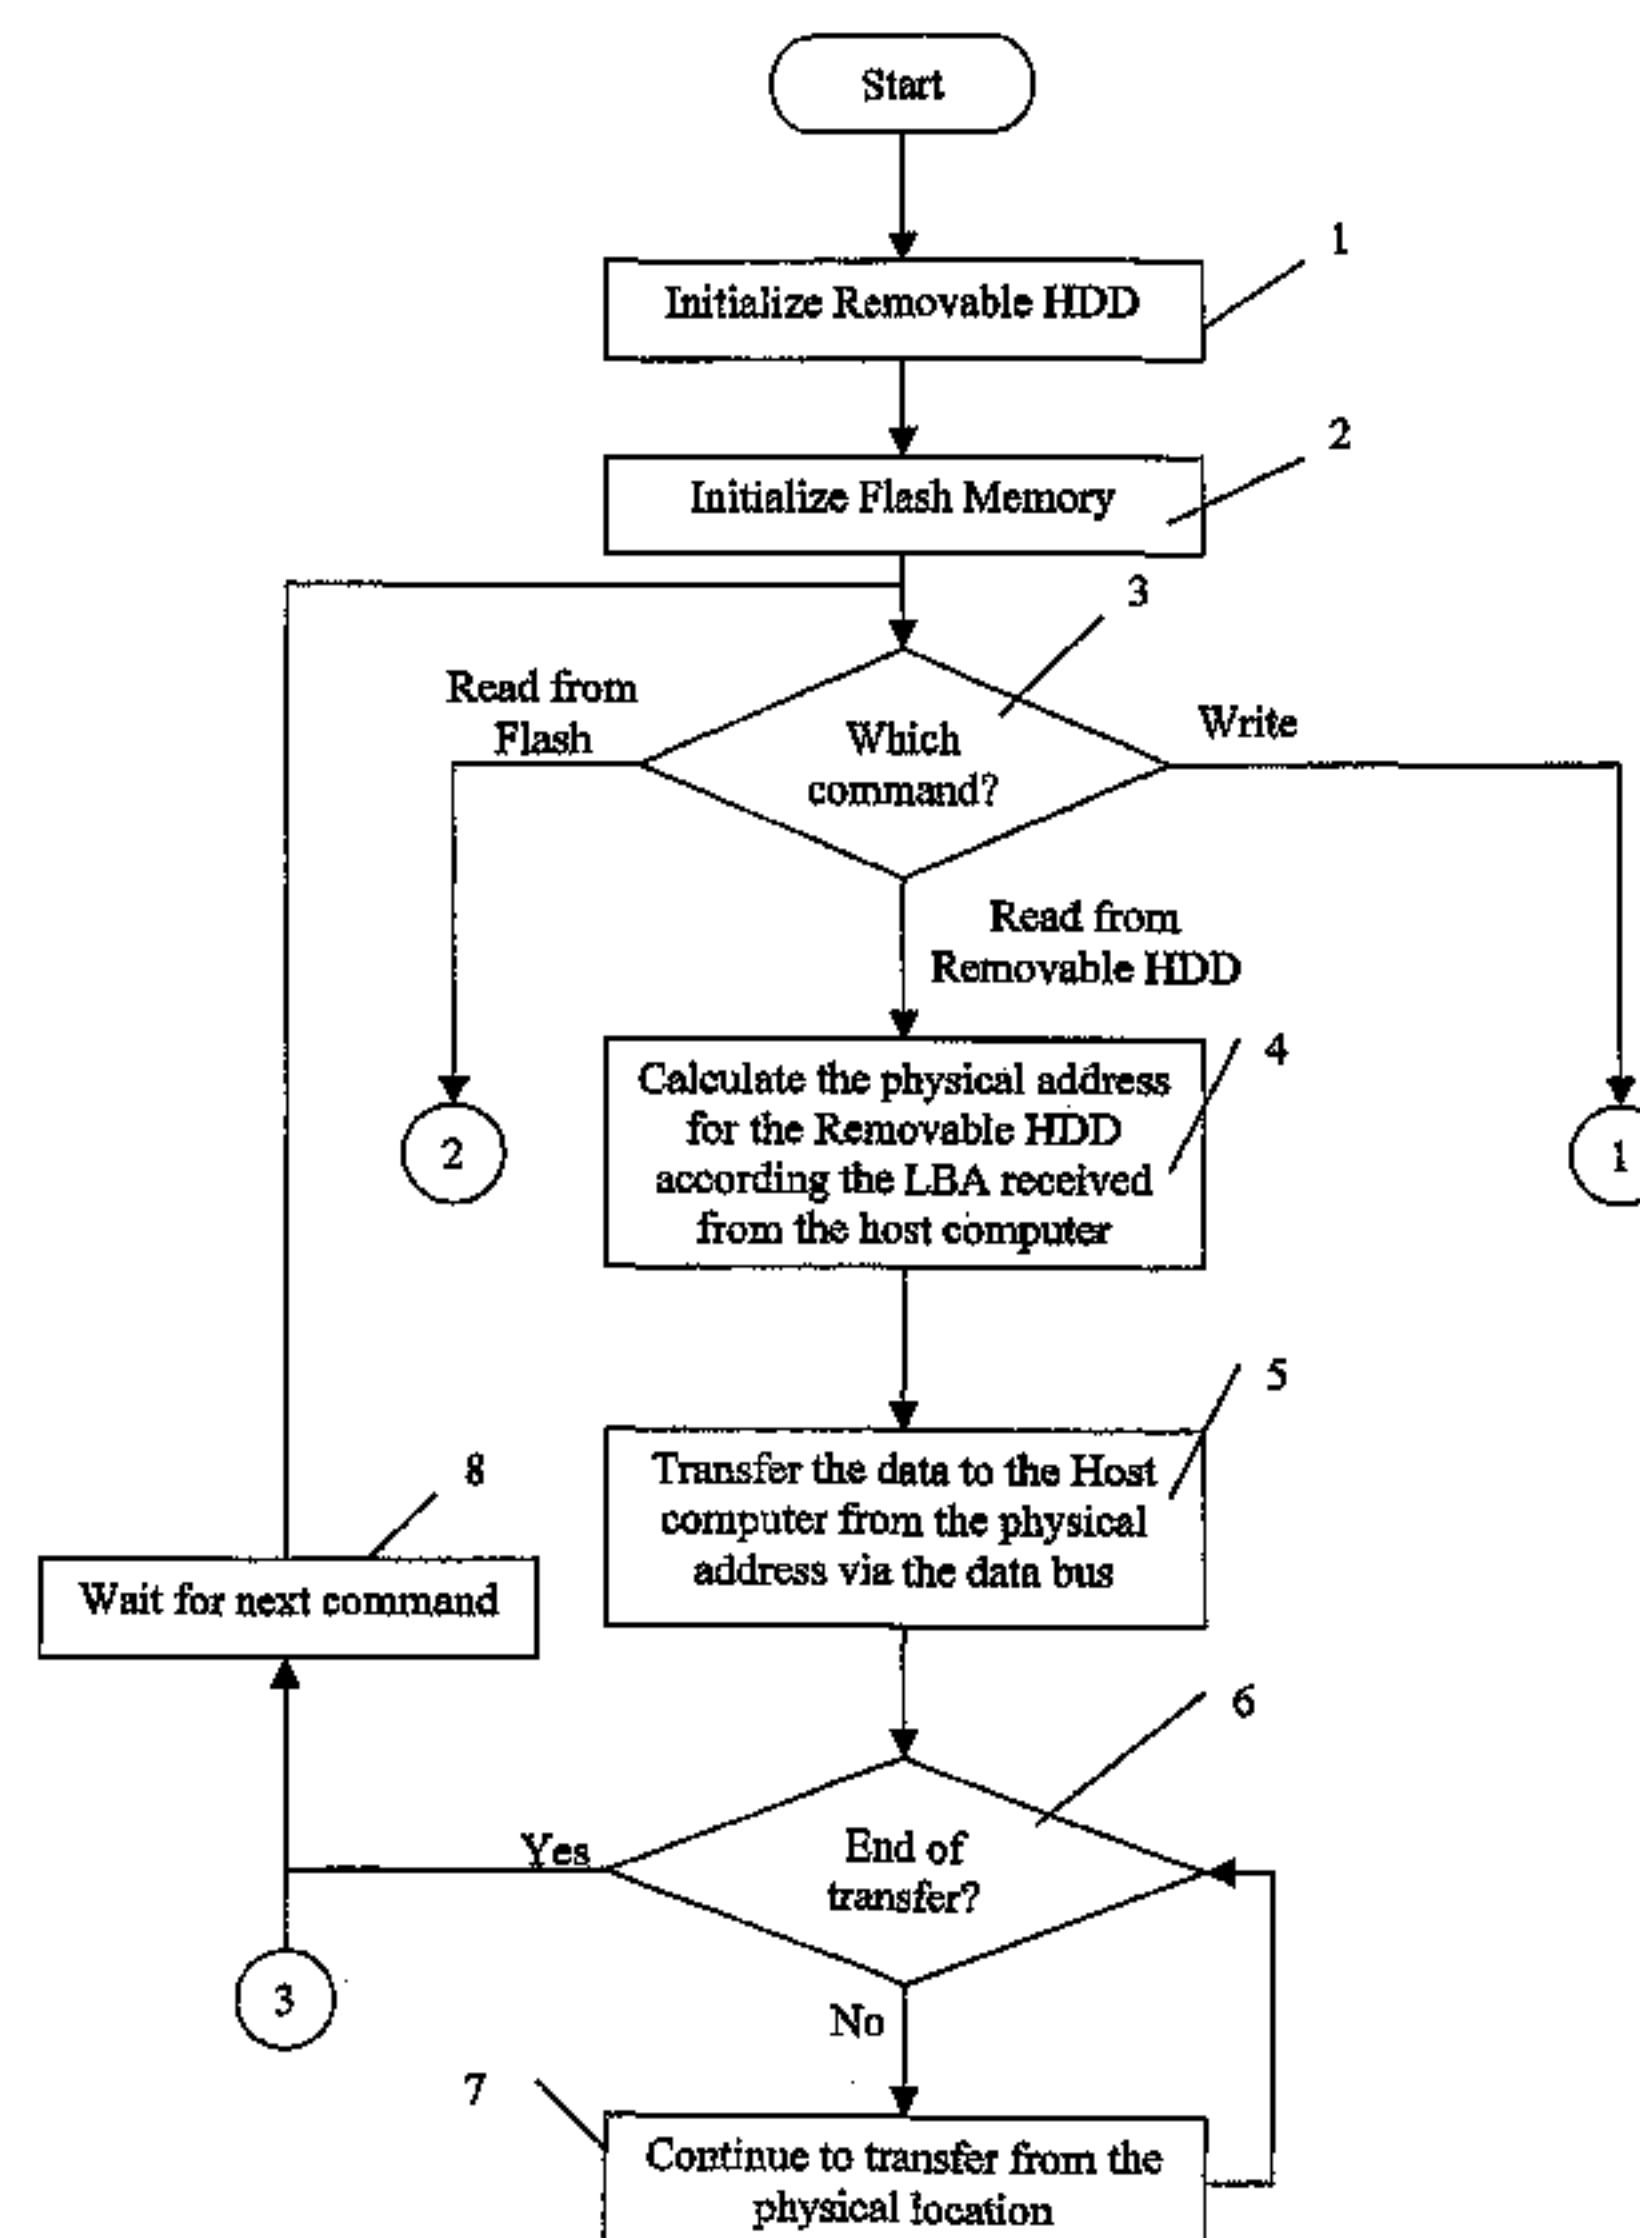 Start
1
Initialize Removable HDD
2
Initialize Flash Memory
3
Read from
Flash
Which
command?
Write
Read from
Removable HDD
4
Calculate the physical address
for the Removable HDD
according the LBA received
from the host computer
2
1
5
Transfer the data to the Host
computer from the physical
address via the data bus
8
Wait for next command
6
Yes
End of
transfer?
3
No
7
Continue to transfer from the
physical location